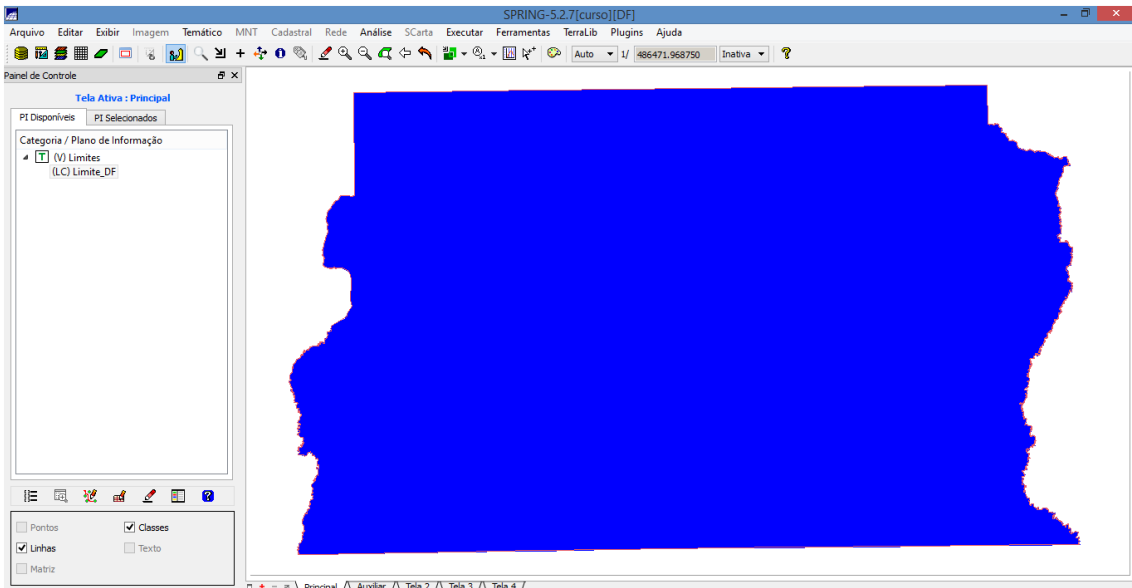 SPRING-5.2.7[curso][DF]
Arquivo Editar Exibir Imagem Temático MNT Cadastral Rede Análise SCarta Executar Ferramentas TerraLib Plugins Ajuda
Auto 1/ 486471.968750 Inativa
Painel de Controle
Tela Ativa : Principal
PI Disponíveis PI Selecionados
Categoria / Plano de Informação
T (V) Limites
(LC) Limite_DF
Pontos Classes
Linhas Texto
Matriz
Principal Auxiliar Tela 2 Tela 3 Tela 4